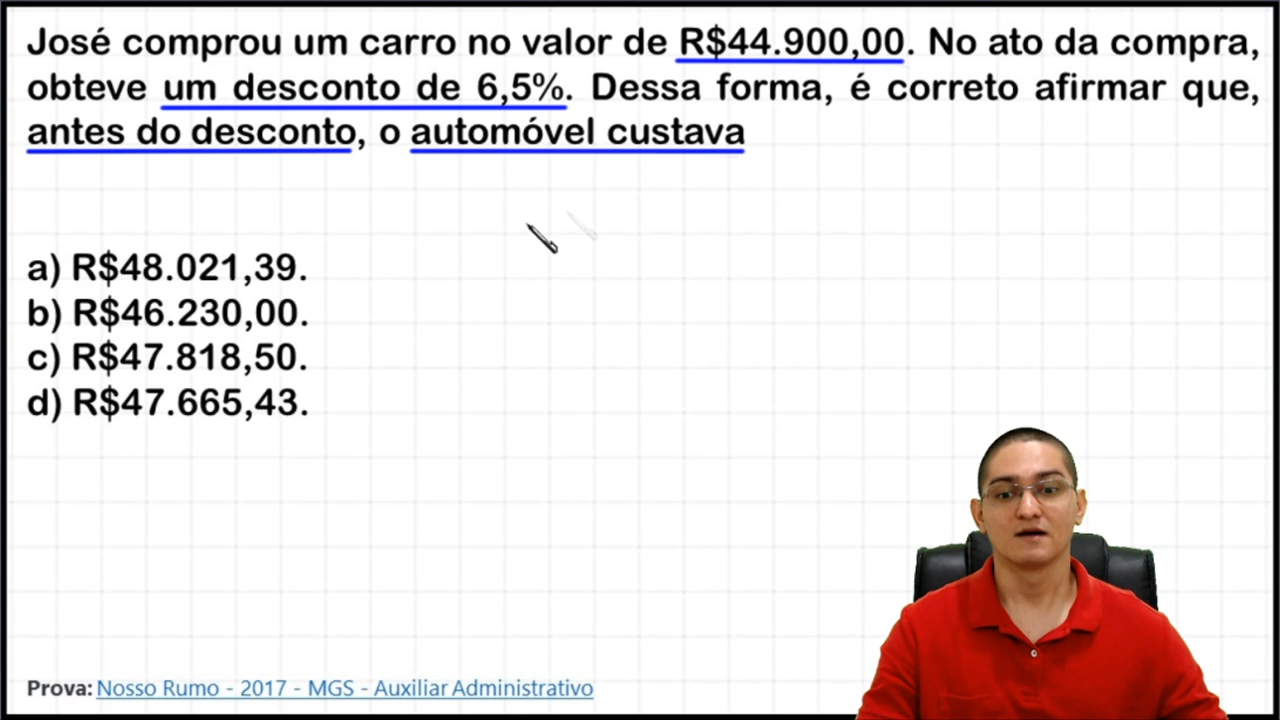 José comprou um carro no valor de R$44.900,00. No ato da compra,
obteve um desconto de 6,5%. Dessa forma, é correto afirmar que,
antes do desconto, o automóvel custava
a) R$48.021,39.
b) R$46.230,00.
c) R$47.818,50.
d) R$47.665,43.
Prova: Nosso Rumo - 2017 - MGS - Auxiliar Administrativo